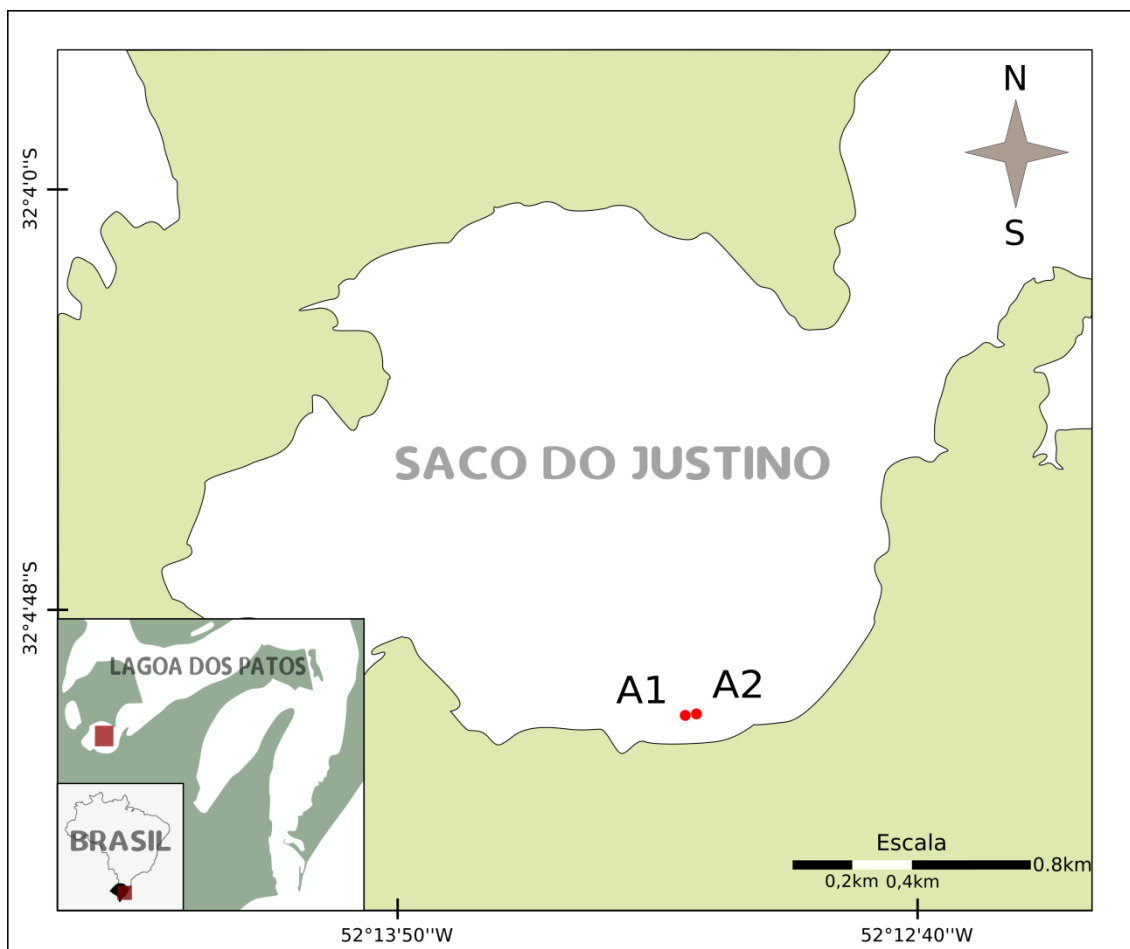 N
32°4'0''S
S
SACO DO JUSTINO
32°4'48''S
LAGOA DOS PATOS
A1
A2
BRASIL
Escala
0.8km
0,2km
0,4km
52°13'50''W
52°12'40''W